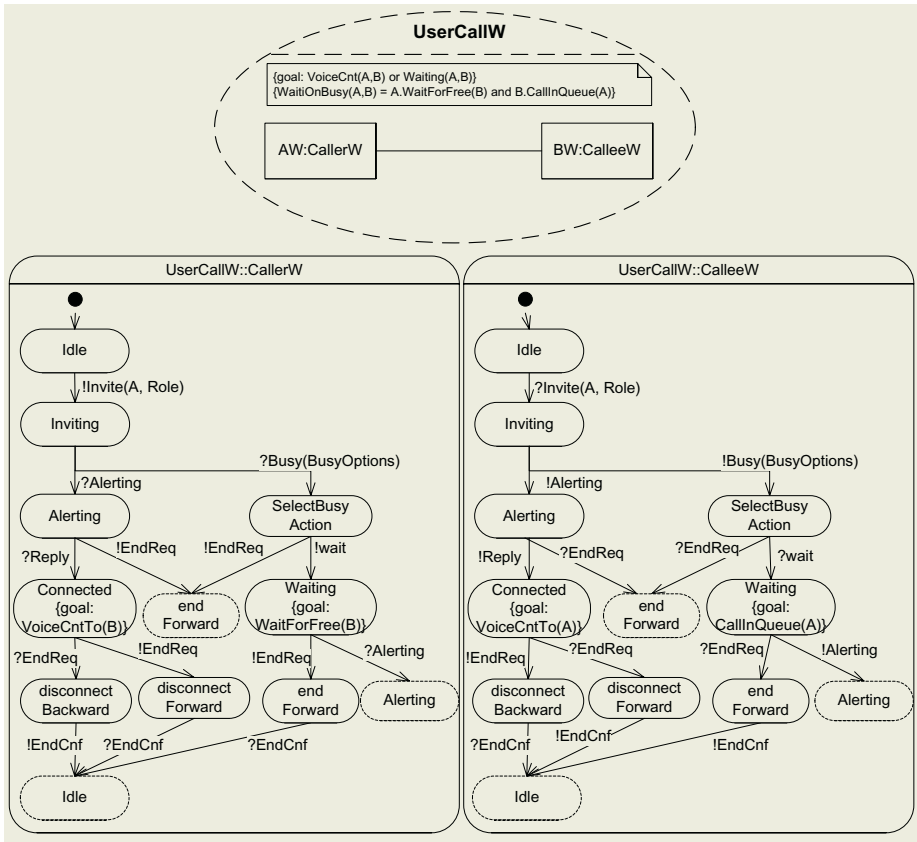 UserCallW
{goal: VoiceCnt(A,B) or Waiting(A,B)}
{WaitiOnBusy(A,B) = A.WaitForFree(B) and B.CallInQueue(A)}
AW:CallerW
BW:CalleeW
UserCallW::CallerW
Idle
!Invite(A, Role)
Inviting
?Busy(BusyOptions)
?Alerting
Alerting
SelectBusy
Action
?Reply
!EndReq
!EndReq
!wait
Connected
{goal:
VoiceCntTo(B)}
end
Forward
Waiting
{goal:
WaitForFree(B)}
?EndReq
!EndReq
!EndReq
?Alerting
disconnect
Backward
disconnect
Forward
end
Forward
Alerting
!EndCnf
?EndCnf
?EndCnf
Idle
UserCallW::CalleeW
Idle
?Invite(A, Role)
Inviting
!Busy(BusyOptions)
!Alerting
Alerting
SelectBusy
Action
!Reply
?EndReq
?EndReq
?wait
Connected
{goal:
VoiceCntTo(A)}
end
Forward
Waiting
{goal:
CallInQueue(A)}
!EndReq
?EndReq
?EndReq
!Alerting
disconnect
Backward
disconnect
Forward
end
Forward
Alerting
?EndCnf
!EndCnf
!EndCnf
Idle